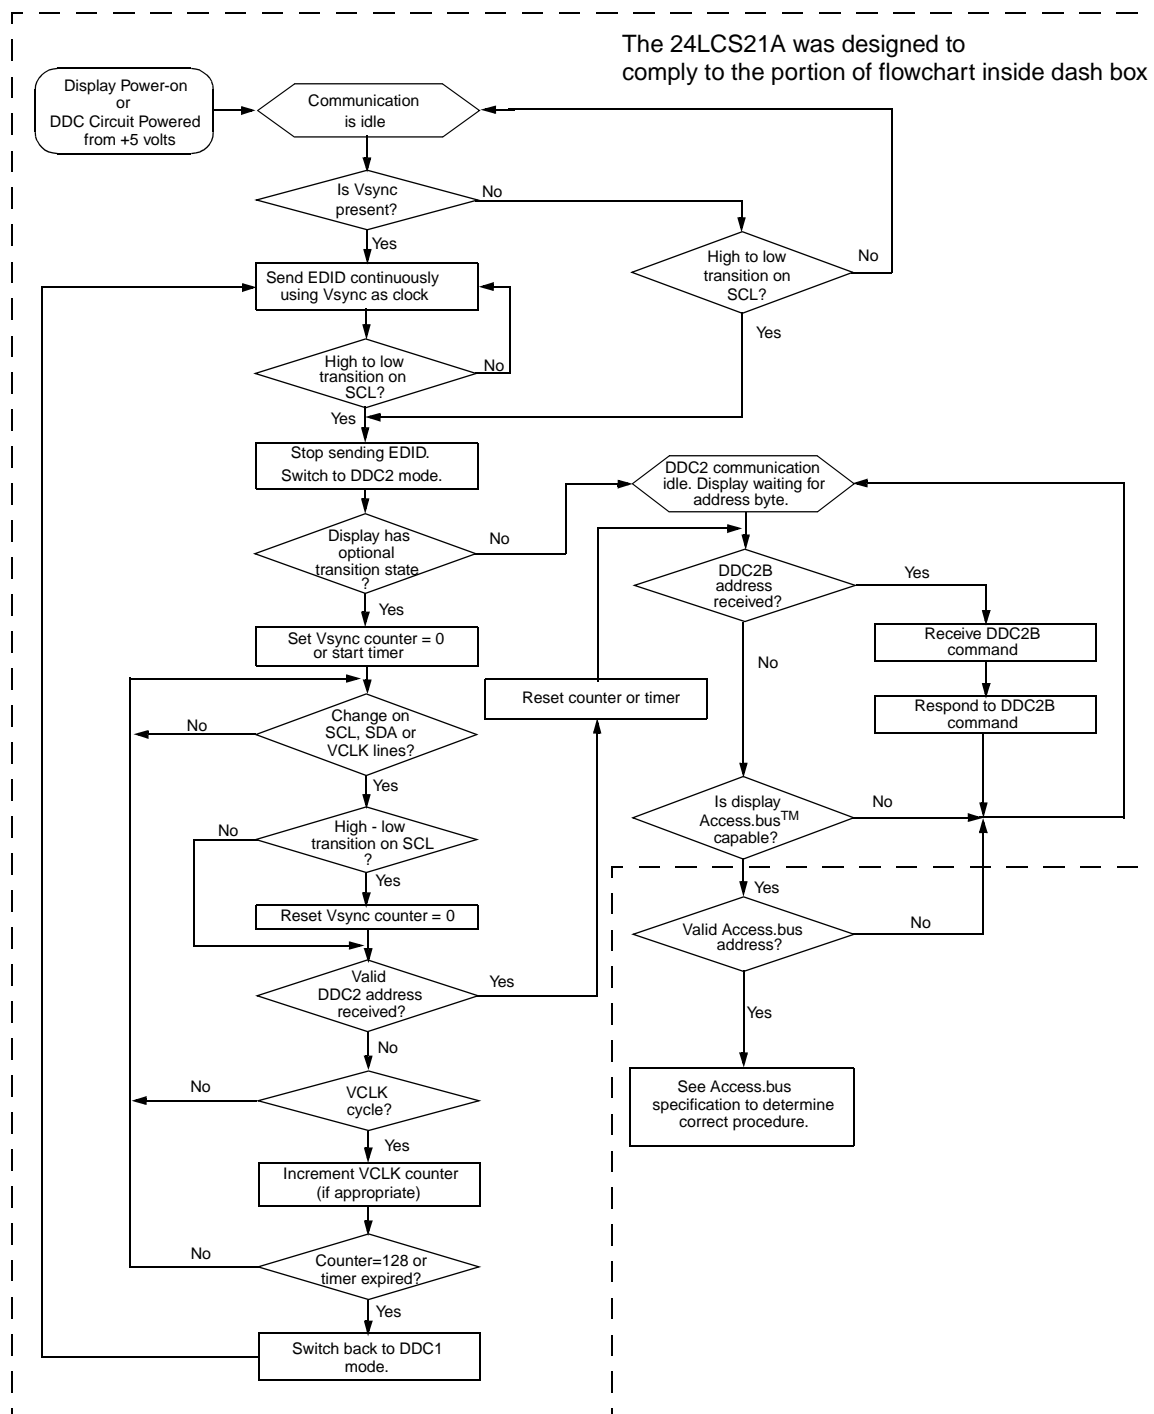 The 24LCS21A was designed to
comply to the portion of flowchart inside dash box
Display Power-on
or
DDC Circuit Powered
from +5 volts
Communication
is idle
Is Vsync
present?
No
Yes
High to low
transition on
SCL?
No
Yes
Send EDID continuously
using Vsync as clock
High to low
transition on
SCL?
No
Yes
Stop sending EDID.
Switch to DDC2 mode.
Display has
optional
transition state
?
No
Yes
Set Vsync counter = 0
or start timer
Change on
SCL, SDA or
VCLK lines?
No
Yes
High - low
transition on SCL
?
No
Yes
Reset Vsync counter = 0
Valid
DDC2 address
received?
Yes
No
VCLK
cycle?
No
Yes
Increment VCLK counter
(if appropriate)
Counter=128 or
timer expired?
No
Yes
Switch back to DDC1
mode.
Reset counter or timer
DDC2 communication
idle. Display waiting for
address byte.
DDC2B
address
received?
Yes
No
Receive DDC2B
command
Respond to DDC2B
command
Is display
Access.bus™
capable?
No
Yes
Valid Access.bus
address?
No
Yes
See Access.bus
specification to determine
correct procedure.